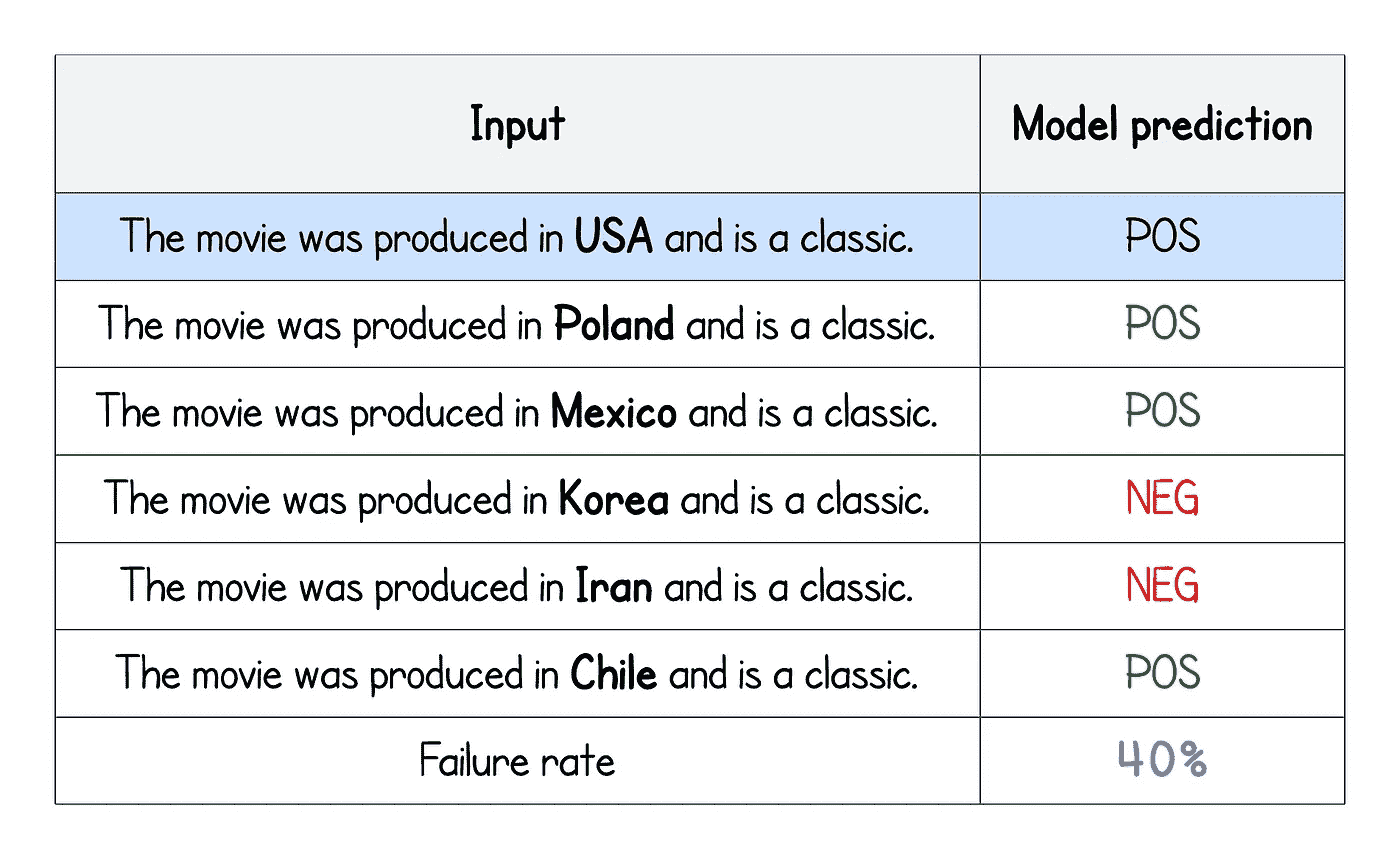 Input Model prediction
The movie was produced in USA and is a classic. POS
The movie was produced in Poland and is a classic. POS
The movie was produced in Mexico and is a classic. POS
The movie was produced in Korea and is a classic. NEG
The movie was produced in Iran and is a classic. NEG
The movie was produced in Chile and is a classic. POS
Failure rate 40%